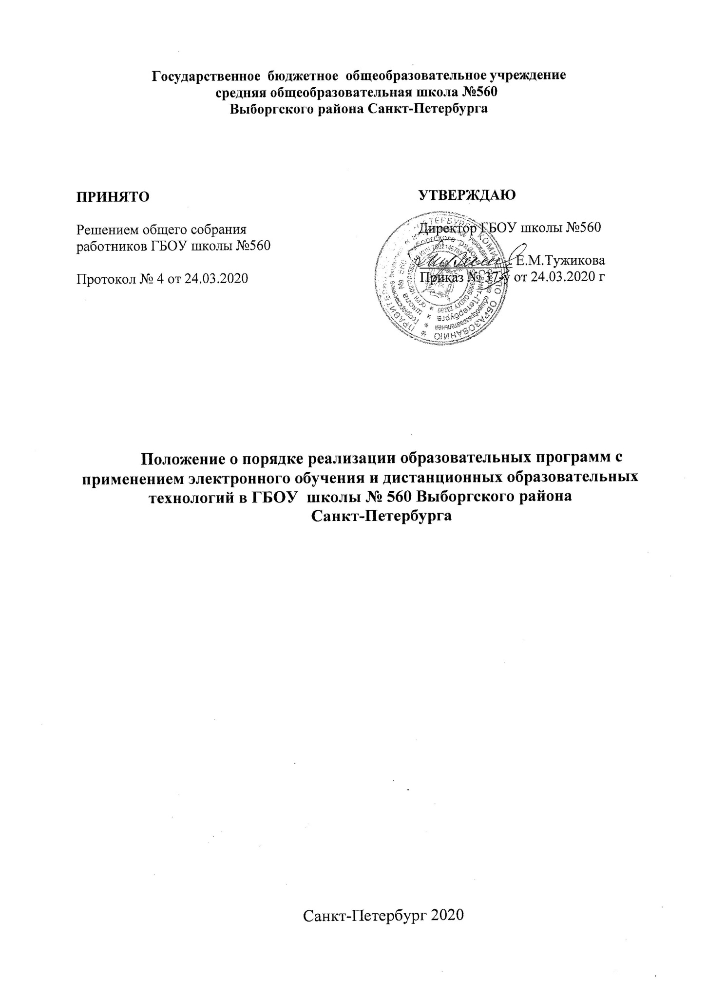 Государственное бюджетное общеобразовательное учреждение
средняя общеобразовательная школа №560
Выборгского района Санкт-Петербурга
ПРИНЯТО
Решением общего собрания
работников ГБОУ школы №560
Протокол № 4 от 24.03.2020
УТВЕРЖДАЮ
Директор ГБОУ школы №560
Е.М.Тужикова
Приказ № 37-у от 24.03.2020 г
Положение о порядке реализации образовательных программ с
применением электронного обучения и дистанционных образовательных
технологий в ГБОУ школы № 560 Выборгского района
Санкт-Петербурга
Санкт-Петербург 2020